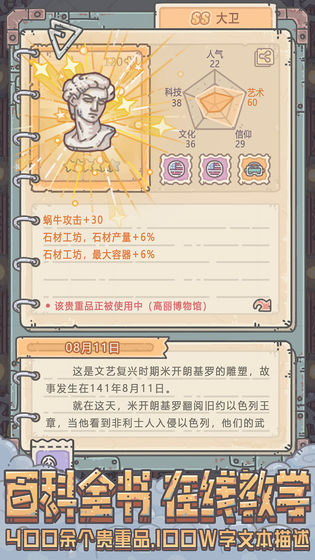 SS 大卫
120
人气
22
科技
38
艺术
60
文化
36
信仰
29
蜗牛攻击+30
石材工坊，石材产量+6%
石材工坊，最大容器+6%
该贵重品正被使用中（高丽博物馆）
08月11日
这是文艺复兴时期米开朗基罗的雕塑，故
事发生在141年8月11日。
就在这天，米开朗基罗翻阅旧约以色列王
章，当他看到非利士人入侵以色列，他们的武
百科全书 在线教学
400余个贵重品,100W字文本描述